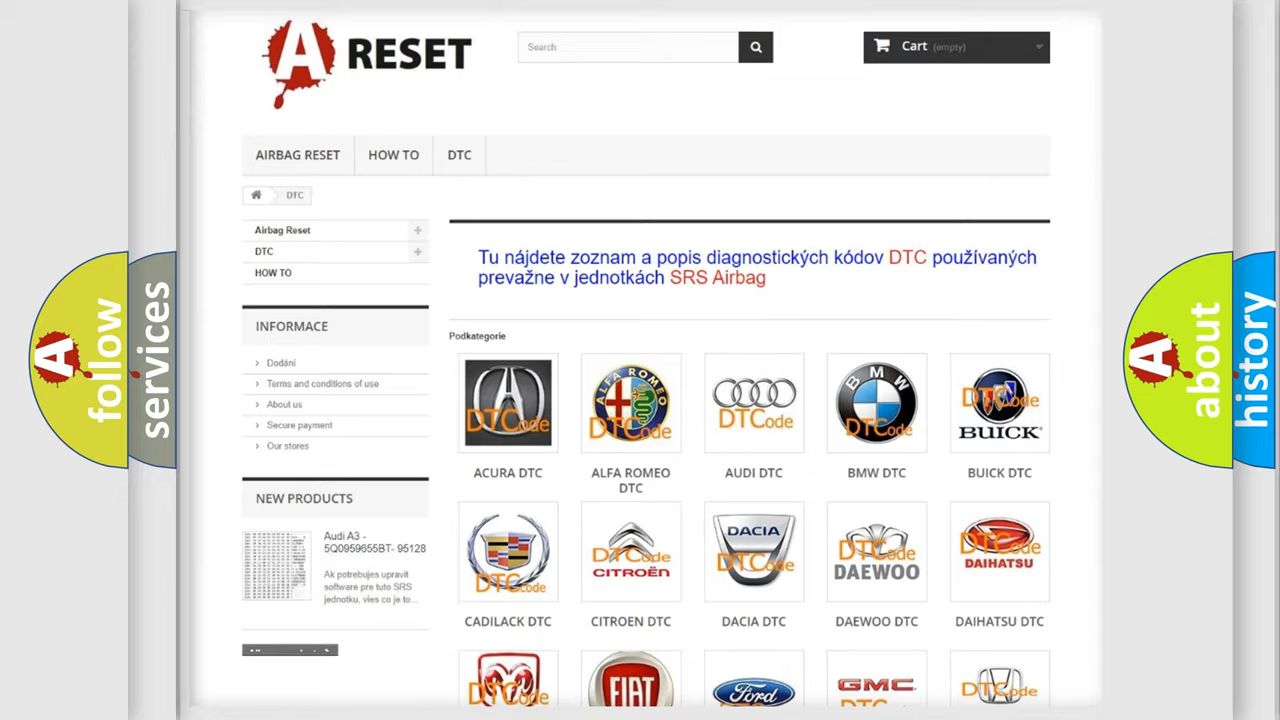 A RESET
Search
Cart (empty)
AIRBAG RESET
HOW TO
DTC
DTC
Airbag Reset
DTC
HOW TO
Tu nájdete zoznam a popis diagnostických kódov DTC používaných
prevažne v jednotkách SRS Airbag
INFORMACE
Dodání
Terms and conditions of use
About us
Secure payment
Our stores
NEW PRODUCTS
Audi A3 -
5Q0959655BT- 95128
Ak potrebujes upravit
software pre tuto SRS
jednotku, vies co je to...
Podkategorie
DTCode
ALFA ROMEO
DTCode
DTCode
BMW
DTCode
DTCode
BUICK
ACURA DTC
ALFA ROMEO
DTC
AUDI DTC
BMW DTC
BUICK DTC
DTCode
DTCode
CITROËN
DACIA
DTCode
DTCode
DAEWOO
DTCode
DAIHATSU
CADILACK DTC
CITROEN DTC
DACIA DTC
DAEWOO DTC
DAIHATSU DTC
DTCode
FIAT
Ford
GMC
DTCode
A follow
services
A about
history